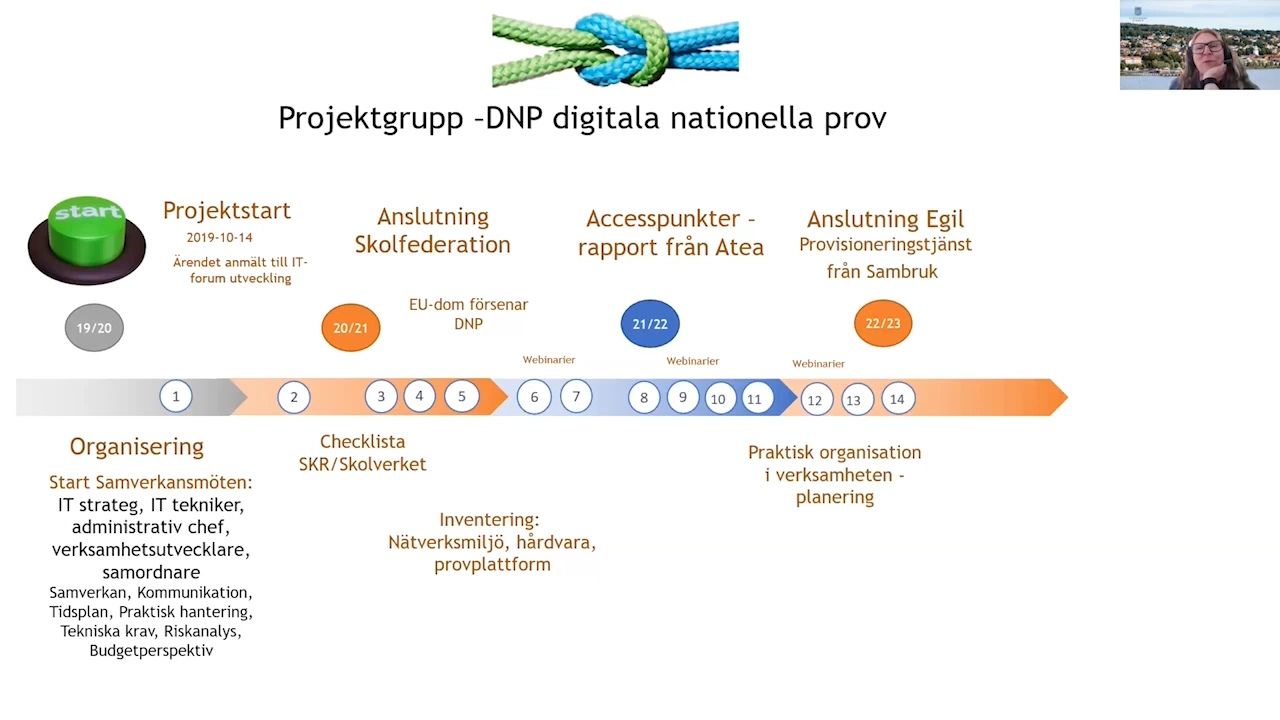 Projektgrupp –DNP digitala nationella prov
start
Projektstart
2019-10-14
Ärendet anmält till IT-
forum utveckling
Anslutning
Skolfederation
Accesspunkter –
rapport från Atea
Anslutning Egil
Provisioneringstjänst
från Sambruk
EU-dom försenar
DNP
19/20
20/21
21/22
22/23
Webinarier
Webinarier
Webinarier
1
2
3
4
5
6
7
8
9
10
11
12
13
14
Organisering
Start Samverkansmöten:
IT strateg, IT tekniker,
administrativ chef,
verksamhetsutvecklare,
samordnare
Samverkan, Kommunikation,
Tidsplan, Praktisk hantering,
Tekniska krav, Riskanalys,
Budgetperspektiv
Checklista
SKR/Skolverket
Inventering:
Nätverksmiljö, hårdvara,
provplattform
Praktisk organisation
i verksamheten -
planering